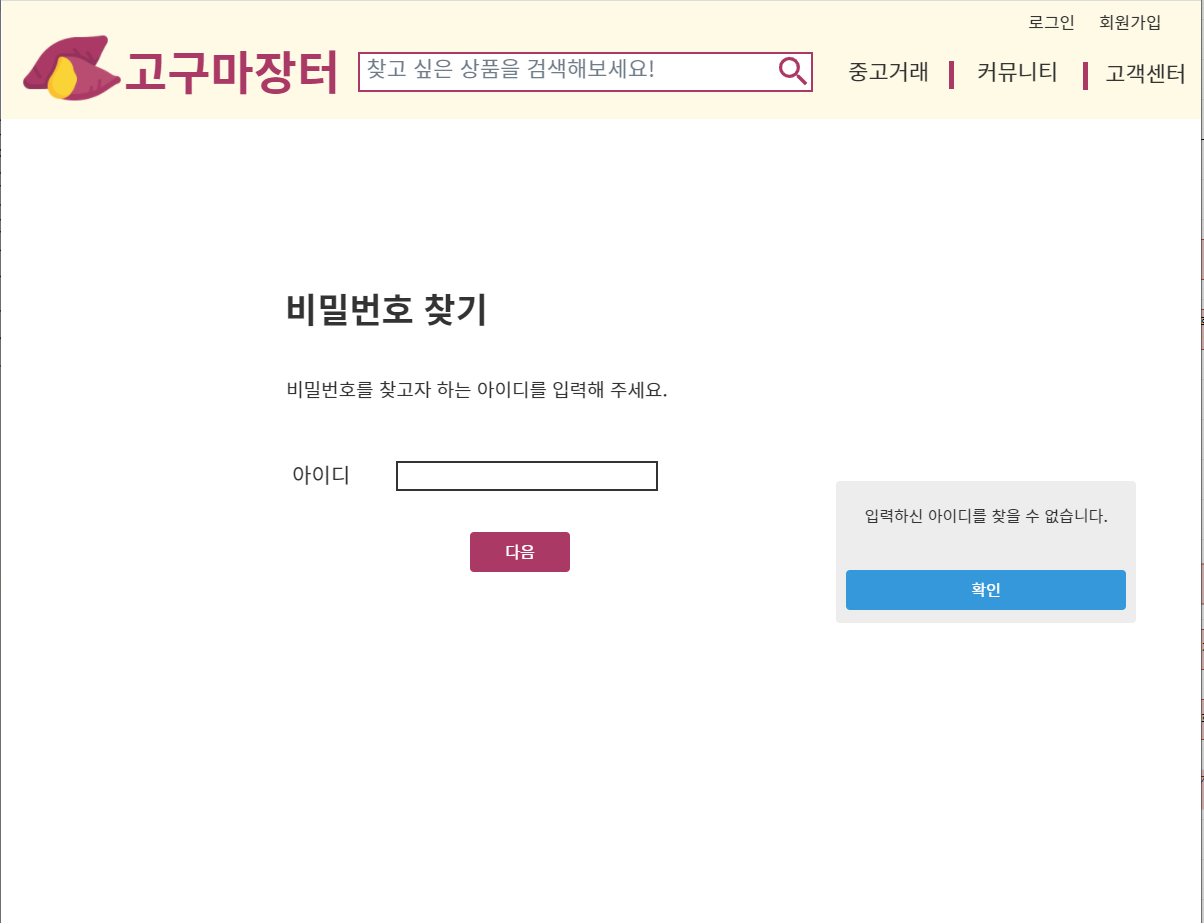 로그인 회원가입
고구마장터
찾고 싶은 상품을 검색해보세요!
중고거래 커뮤니티 고객센터
비밀번호 찾기
비밀번호를 찾고자 하는 아이디를 입력해 주세요.
아이디
다음
입력하신 아이디를 찾을 수 없습니다.
확인